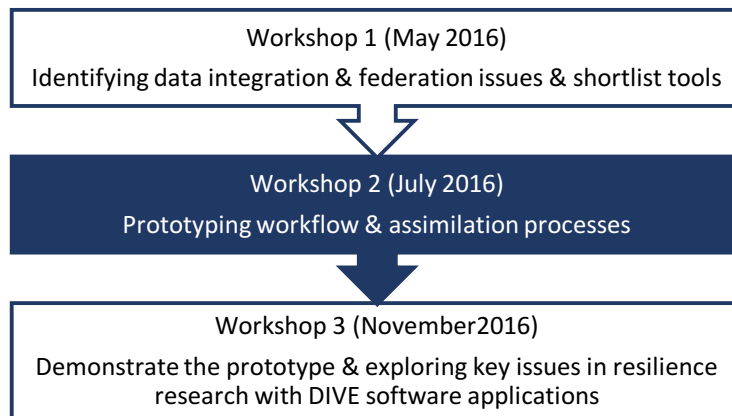 Workshop 1 (May 2016)
Identifying data integration & federation issues & shortlist tools
Workshop 2 (July 2016)
Prototyping workflow & assimilation processes
Workshop 3 (November2016)
Demonstrate the prototype & exploring key issues in resilience
research with DIVE software applications